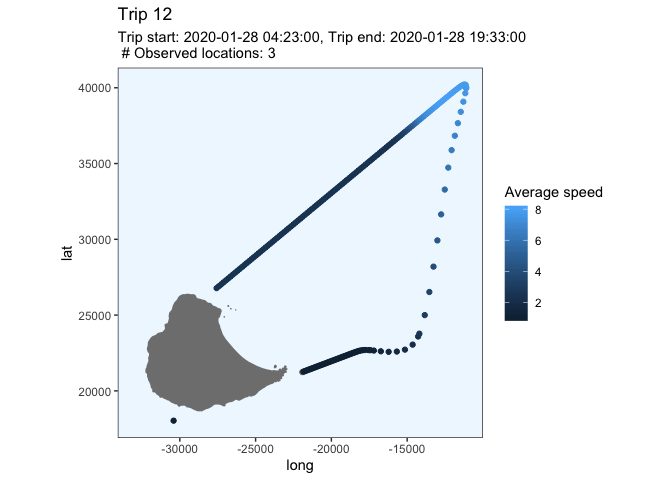 Trip 12
Trip start: 2020-01-28 04:23:00, Trip end: 2020-01-28 19:33:00
# Observed locations: 3
40000
35000
30000
25000
20000
lat
-30000
-25000
-20000
-15000
long
Average speed
8
6
4
2